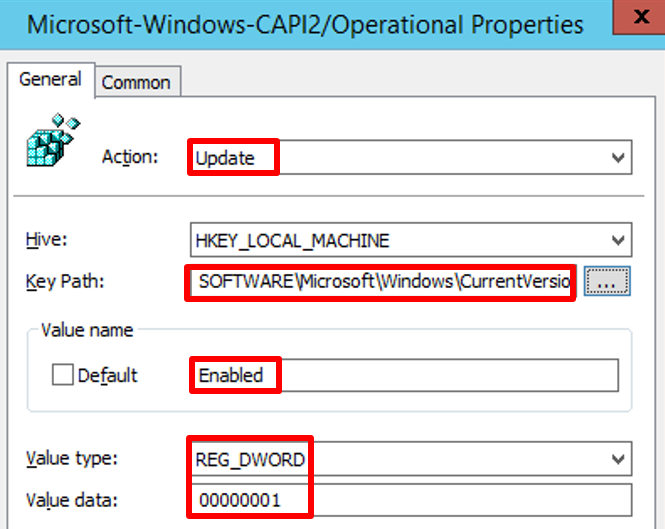 Microsoft-Windows-CAPI2/Operational Properties
x
General Common
Action: Update
Hive: HKEY_LOCAL_MACHINE
Key Path: SOFTWARE\Microsoft\Windows\CurrentVersio ...
Value name
Default Enabled
Value type: REG_DWORD
Value data: 00000001